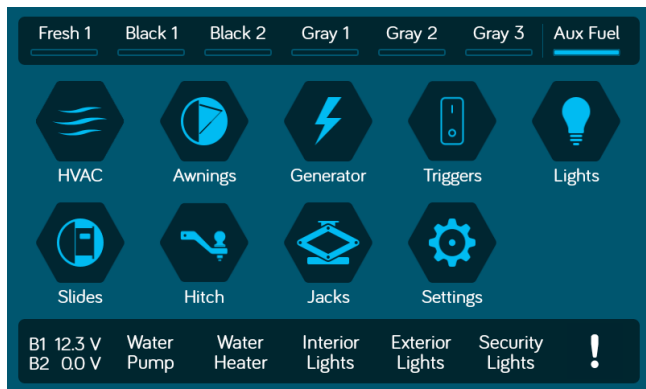 Fresh 1 Black 1 Black 2 Gray 1 Gray 2 Gray 3 Aux Fuel
HVAC Awnings Generator Triggers Lights
Slides Hitch Jacks Settings
B1 12.3 V Water Water Interior Exterior Security
B2 0.0 V Pump Heater Lights Lights Lights !